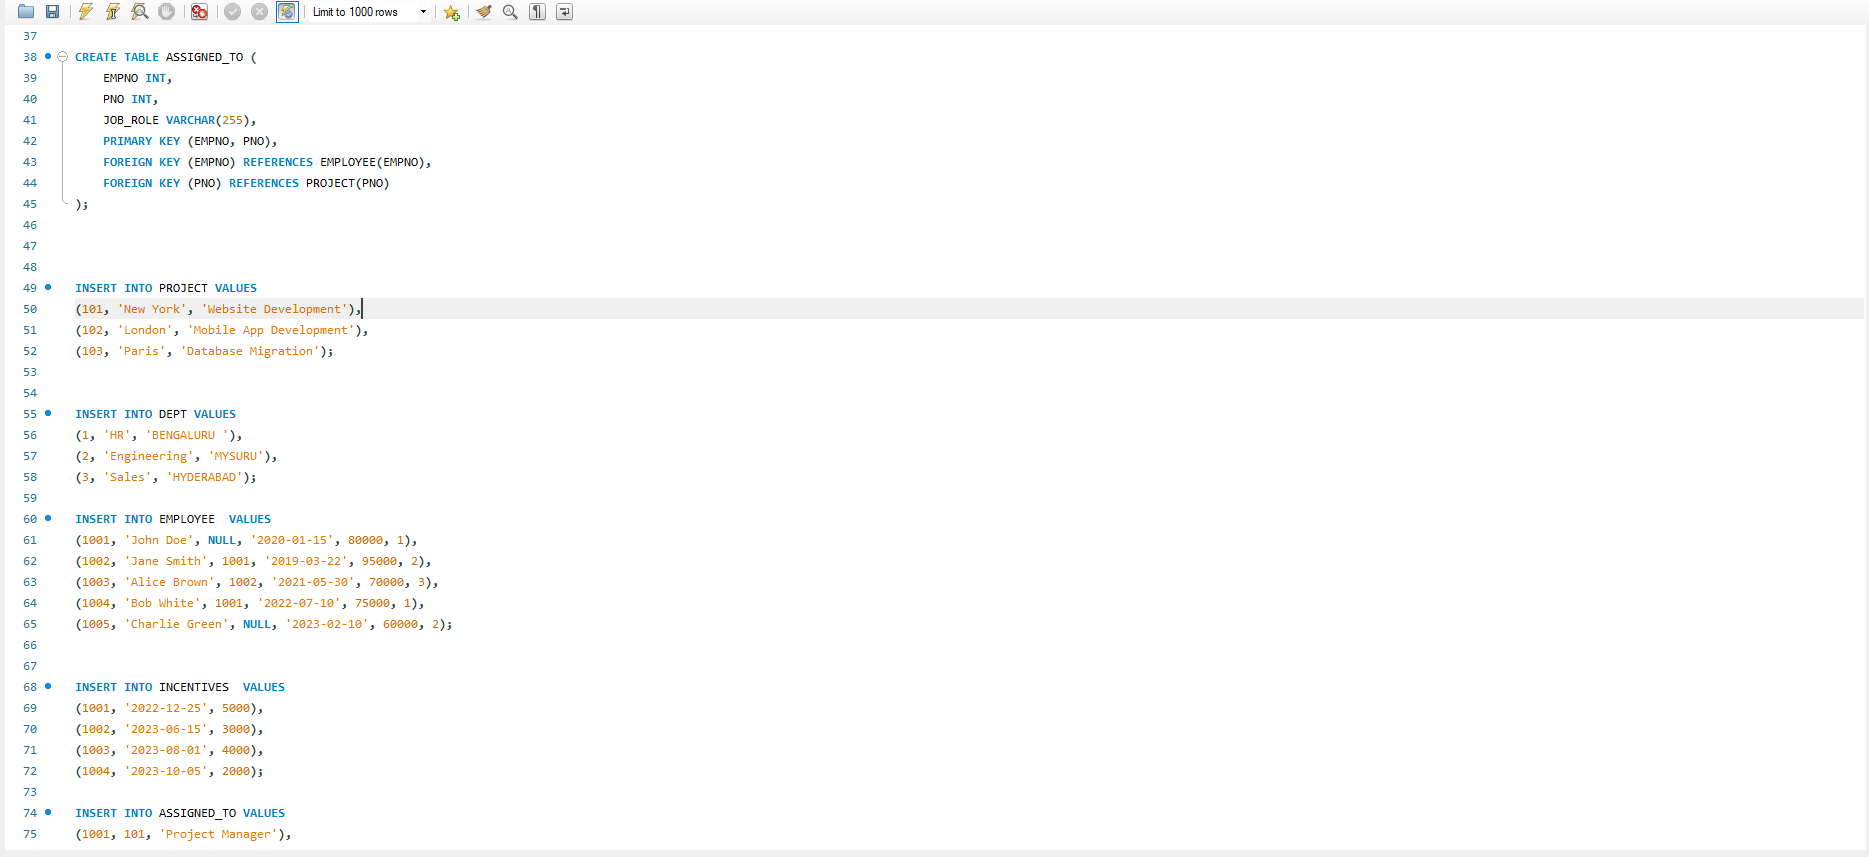 Limit to 1000 rows
37
38 CREATE TABLE ASSIGNED_TO (
39 EMPNO INT,
40 PNO INT,
41 JOB_ROLE VARCHAR(255),
42 PRIMARY KEY (EMPNO, PNO),
43 FOREIGN KEY (EMPNO) REFERENCES EMPLOYEE(EMPNO),
44 FOREIGN KEY (PNO) REFERENCES PROJECT(PNO)
45 );
46
47
48
49 INSERT INTO PROJECT VALUES
50 (101, 'New York', 'Website Development'),
51 (102, 'London', 'Mobile App Development'),
52 (103, 'Paris', 'Database Migration');
53
54
55 INSERT INTO DEPT VALUES
56 (1, 'HR', 'BENGALURU '),
57 (2, 'Engineering', 'MYSURU'),
58 (3, 'Sales', 'HYDERABAD');
59
60 INSERT INTO EMPLOYEE  VALUES
61 (1001, 'John Doe', NULL, '2020-01-15', 80000, 1),
62 (1002, 'Jane Smith', 1001, '2019-03-22', 95000, 2),
63 (1003, 'Alice Brown', 1002, '2021-05-30', 70000, 3),
64 (1004, 'Bob White', 1001, '2022-07-10', 75000, 1),
65 (1005, 'Charlie Green', NULL, '2023-02-10', 60000, 2);
66
67
68 INSERT INTO INCENTIVES  VALUES
69 (1001, '2022-12-25', 5000),
70 (1002, '2023-06-15', 3000),
71 (1003, '2023-08-01', 4000),
72 (1004, '2023-10-05', 2000);
73
74 INSERT INTO ASSIGNED_TO VALUES
75 (1001, 101, 'Project Manager'),